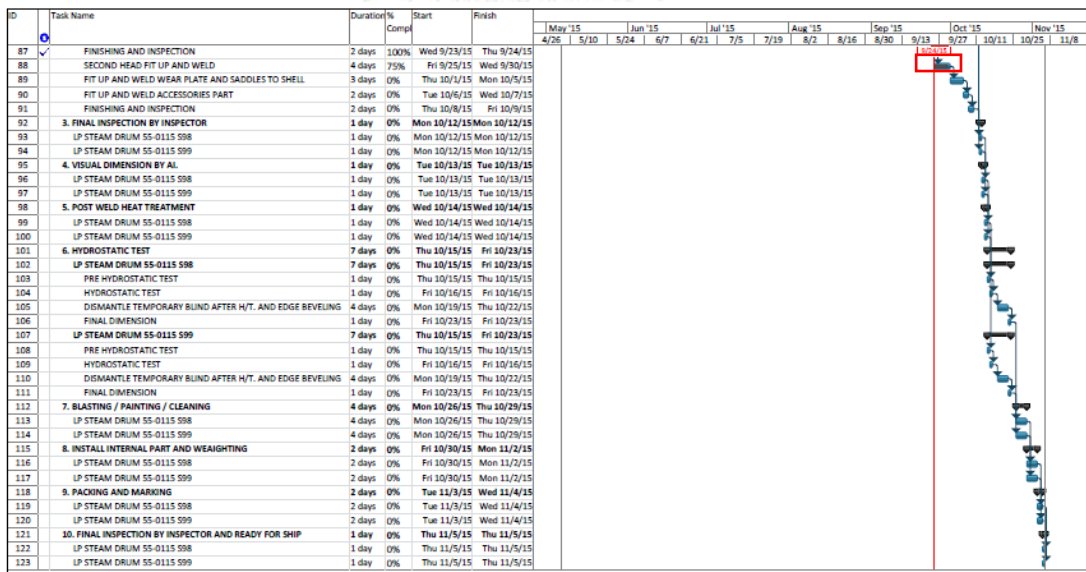 ID Task Name Duration % Compl Start Finish
May '15 Jun '15 Jul '15 Aug '15 Sep '15 Oct '15 Nov '15
4/26 5/10 5/24 6/7 6/21 7/5 7/19 8/2 8/16 8/30 9/13 9/27 10/11 10/25 11/8
9/24/15
87 FINISHING AND INSPECTION 2 days 100% Wed 9/23/15 Thu 9/24/15
88 SECOND HEAD FIT UP AND WELD 4 days 75% Fri 9/25/15 Wed 9/30/15
89 FIT UP AND WELD WEAR PLATE AND SADDLES TO SHELL 3 days 0% Thu 10/1/15 Mon 10/5/15
90 FIT UP AND WELD ACCESSORIES PART 2 days 0% Tue 10/6/15 Wed 10/7/15
91 FINISHING AND INSPECTION 2 days 0% Thu 10/8/15 Fri 10/9/15
92 3. FINAL INSPECTION BY INSPECTOR 1 day 0% Mon 10/12/15 Mon 10/12/15
93 LP STEAM DRUM 55-0115 S98 1 day 0% Mon 10/12/15 Mon 10/12/15
94 LP STEAM DRUM 55-0115 S99 1 day 0% Mon 10/12/15 Mon 10/12/15
95 4. VISUAL DIMENSION BY AI. 1 day 0% Tue 10/13/15 Tue 10/13/15
96 LP STEAM DRUM 55-0115 S98 1 day 0% Tue 10/13/15 Tue 10/13/15
97 LP STEAM DRUM 55-0115 S99 1 day 0% Tue 10/13/15 Tue 10/13/15
98 5. POST WELD HEAT TREATMENT 1 day 0% Wed 10/14/15 Wed 10/14/15
99 LP STEAM DRUM 55-0115 S98 1 day 0% Wed 10/14/15 Wed 10/14/15
100 LP STEAM DRUM 55-0115 S99 1 day 0% Wed 10/14/15 Wed 10/14/15
101 6. HYDROSTATIC TEST 7 days 0% Thu 10/15/15 Fri 10/23/15
102 LP STEAM DRUM 55-0115 S98 7 days 0% Thu 10/15/15 Fri 10/23/15
103 PRE HYDROSTATIC TEST 1 day 0% Thu 10/15/15 Thu 10/15/15
104 HYDROSTATIC TEST 1 day 0% Fri 10/16/15 Fri 10/16/15
105 DISMANTLE TEMPORARY BLIND AFTER H/T. AND EDGE BEVELING 4 days 0% Mon 10/19/15 Thu 10/22/15
106 FINAL DIMENSION 1 day 0% Fri 10/23/15 Fri 10/23/15
107 LP STEAM DRUM 55-0115 S99 7 days 0% Thu 10/15/15 Fri 10/23/15
108 PRE HYDROSTATIC TEST 1 day 0% Thu 10/15/15 Thu 10/15/15
109 HYDROSTATIC TEST 1 day 0% Fri 10/16/15 Fri 10/16/15
110 DISMANTLE TEMPORARY BLIND AFTER H/T. AND EDGE BEVELING 4 days 0% Mon 10/19/15 Thu 10/22/15
111 FINAL DIMENSION 1 day 0% Fri 10/23/15 Fri 10/23/15
112 7. BLASTING / PAINTING / CLEANING 4 days 0% Mon 10/26/15 Thu 10/29/15
113 LP STEAM DRUM 55-0115 S98 4 days 0% Mon 10/26/15 Thu 10/29/15
114 LP STEAM DRUM 55-0115 S99 4 days 0% Mon 10/26/15 Thu 10/29/15
115 8. INSTALL INTERNAL PART AND WEAIGHTING 2 days 0% Fri 10/30/15 Mon 11/2/15
116 LP STEAM DRUM 55-0115 S98 2 days 0% Fri 10/30/15 Mon 11/2/15
117 LP STEAM DRUM 55-0115 S99 2 days 0% Fri 10/30/15 Mon 11/2/15
118 9. PACKING AND MARKING 2 days 0% Tue 11/3/15 Wed 11/4/15
119 LP STEAM DRUM 55-0115 S98 2 days 0% Tue 11/3/15 Wed 11/4/15
120 LP STEAM DRUM 55-0115 S99 2 days 0% Tue 11/3/15 Wed 11/4/15
121 10. FINAL INSPECTION BY INSPECTOR AND READY FOR SHIP 1 day 0% Thu 11/5/15 Thu 11/5/15
122 LP STEAM DRUM 55-0115 S98 1 day 0% Thu 11/5/15 Thu 11/5/15
123 LP STEAM DRUM 55-0115 S99 1 day 0% Thu 11/5/15 Thu 11/5/15